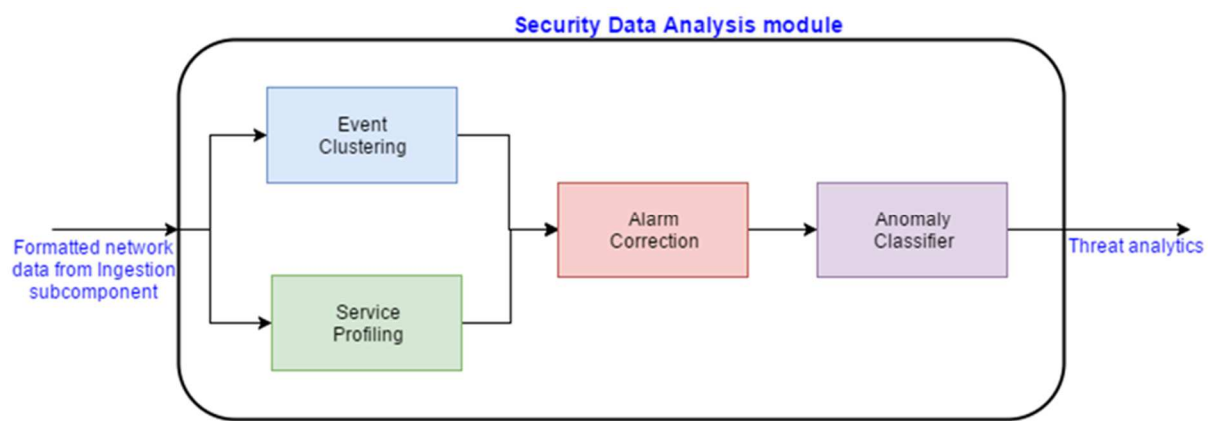 Security Data Analysis module
Event
Clustering
Alarm
Correction
Anomaly
Classifier
Formatted network
data from Ingestion
subcomponent
Threat analytics
Service
Profiling